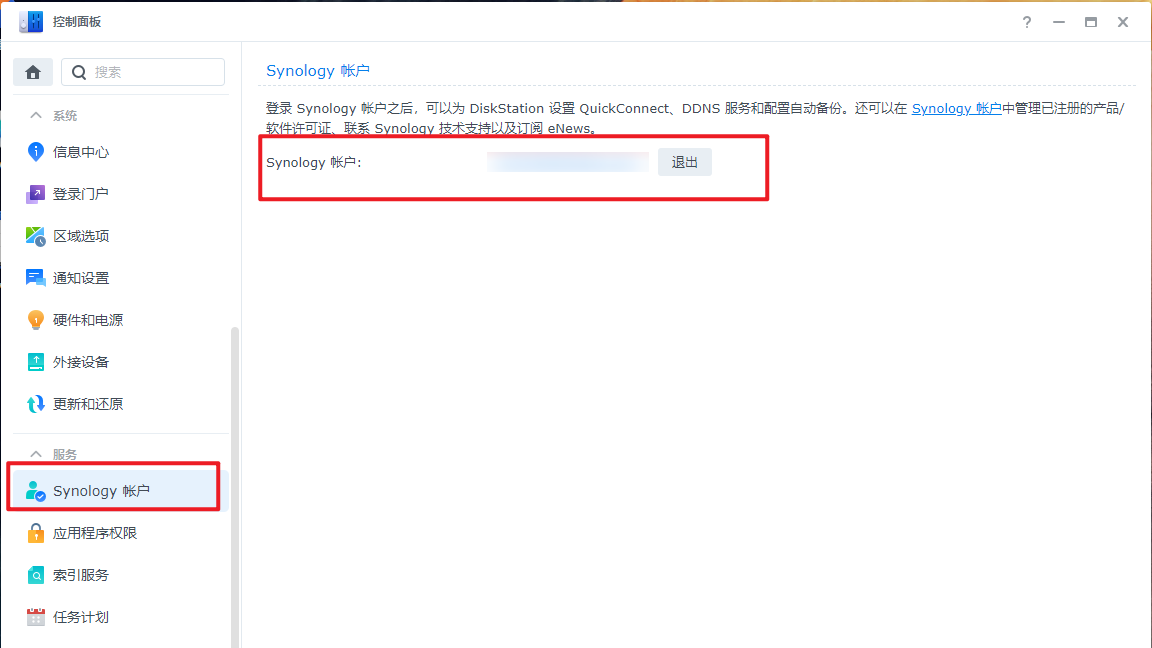 控制面板
?
搜索
系统
信息中心
登录门户
区域选项
通知设置
硬件和电源
外接设备
更新和还原
服务
Synology 帐户
应用程序权限
索引服务
任务计划
Synology 帐户
登录 Synology 帐户之后，可以为 DiskStation 设置 QuickConnect、DDNS 服务和配置自动备份。还可以在 Synology 帐户中管理已注册的产品/
软件许可证、联系 Synology 技术支持以及订阅 eNews。
Synology 帐户: 退出